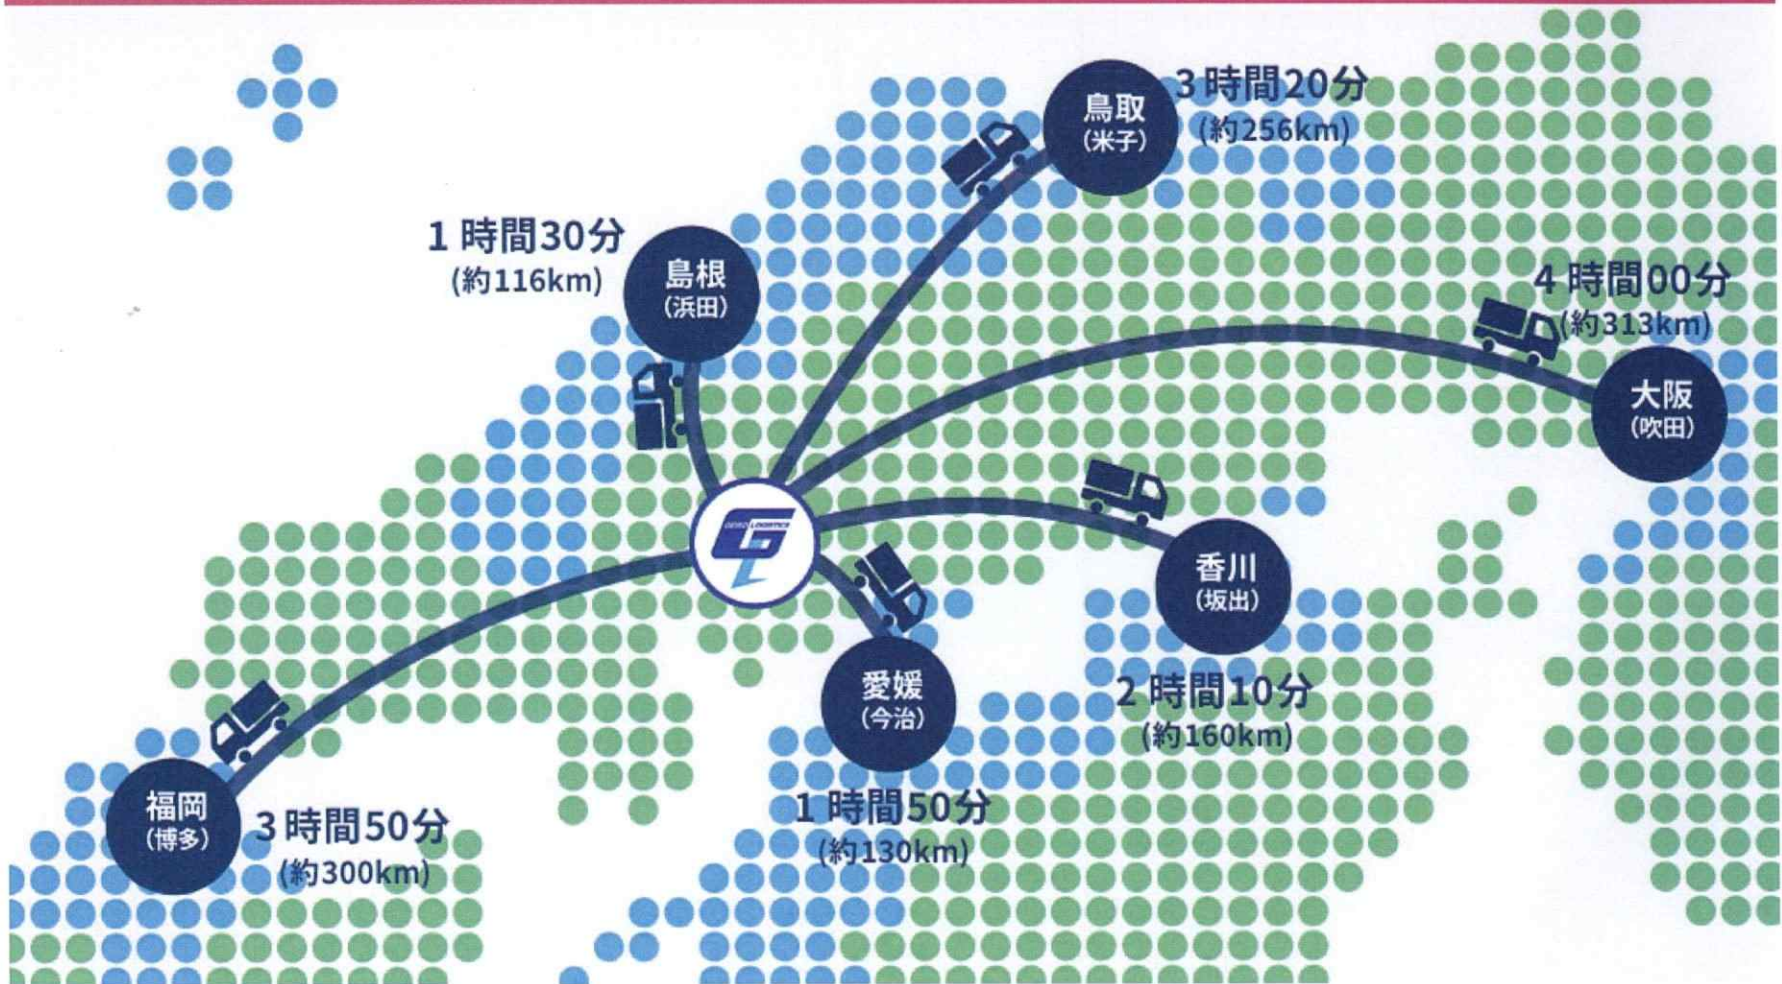 鳥取
(米子)
3時間20分
(約256km)
1時間30分
(約116km)
島根
(浜田)
4時間00分
(約313km)
大阪
(吹田)
香川
(坂出)
2時間10分
(約160km)
愛媛
(今治)
1時間50分
(約130km)
福岡
(博多)
3時間50分
(約300km)